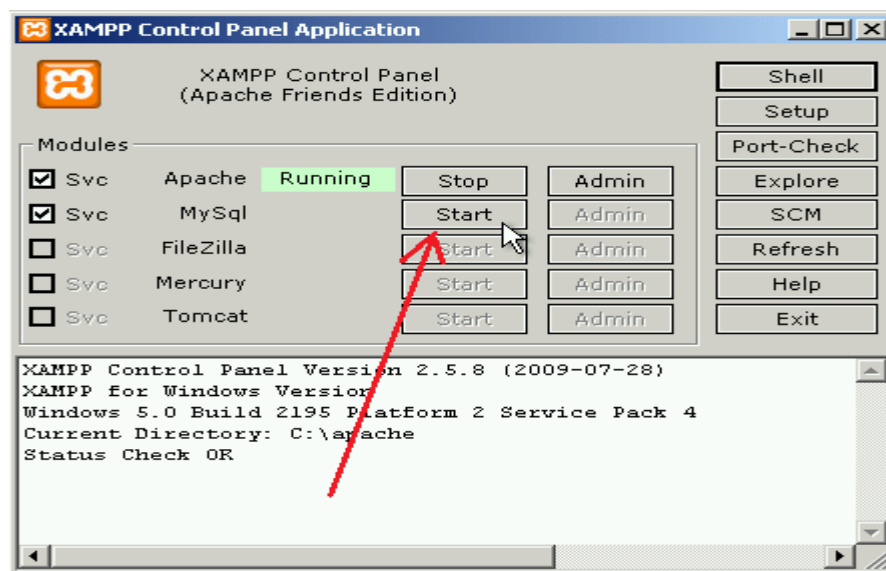 XAMPP Control Panel Application
XAMPP Control Panel
(Apache Friends Edition)
Shell
Setup
Port-Check
Explore
SCM
Refresh
Help
Exit
Modules
Svc Apache Running Stop Admin
Svc MySql Start Admin
Svc FileZilla Start Admin
Svc Mercury Start Admin
Svc Tomcat Start Admin
XAMPP Control Panel Version 2.5.8 (2009-07-28)
XAMPP for Windows Version
Windows 5.0 Build 2195 Platform 2 Service Pack 4
Current Directory: C:\apache
Status Check OK